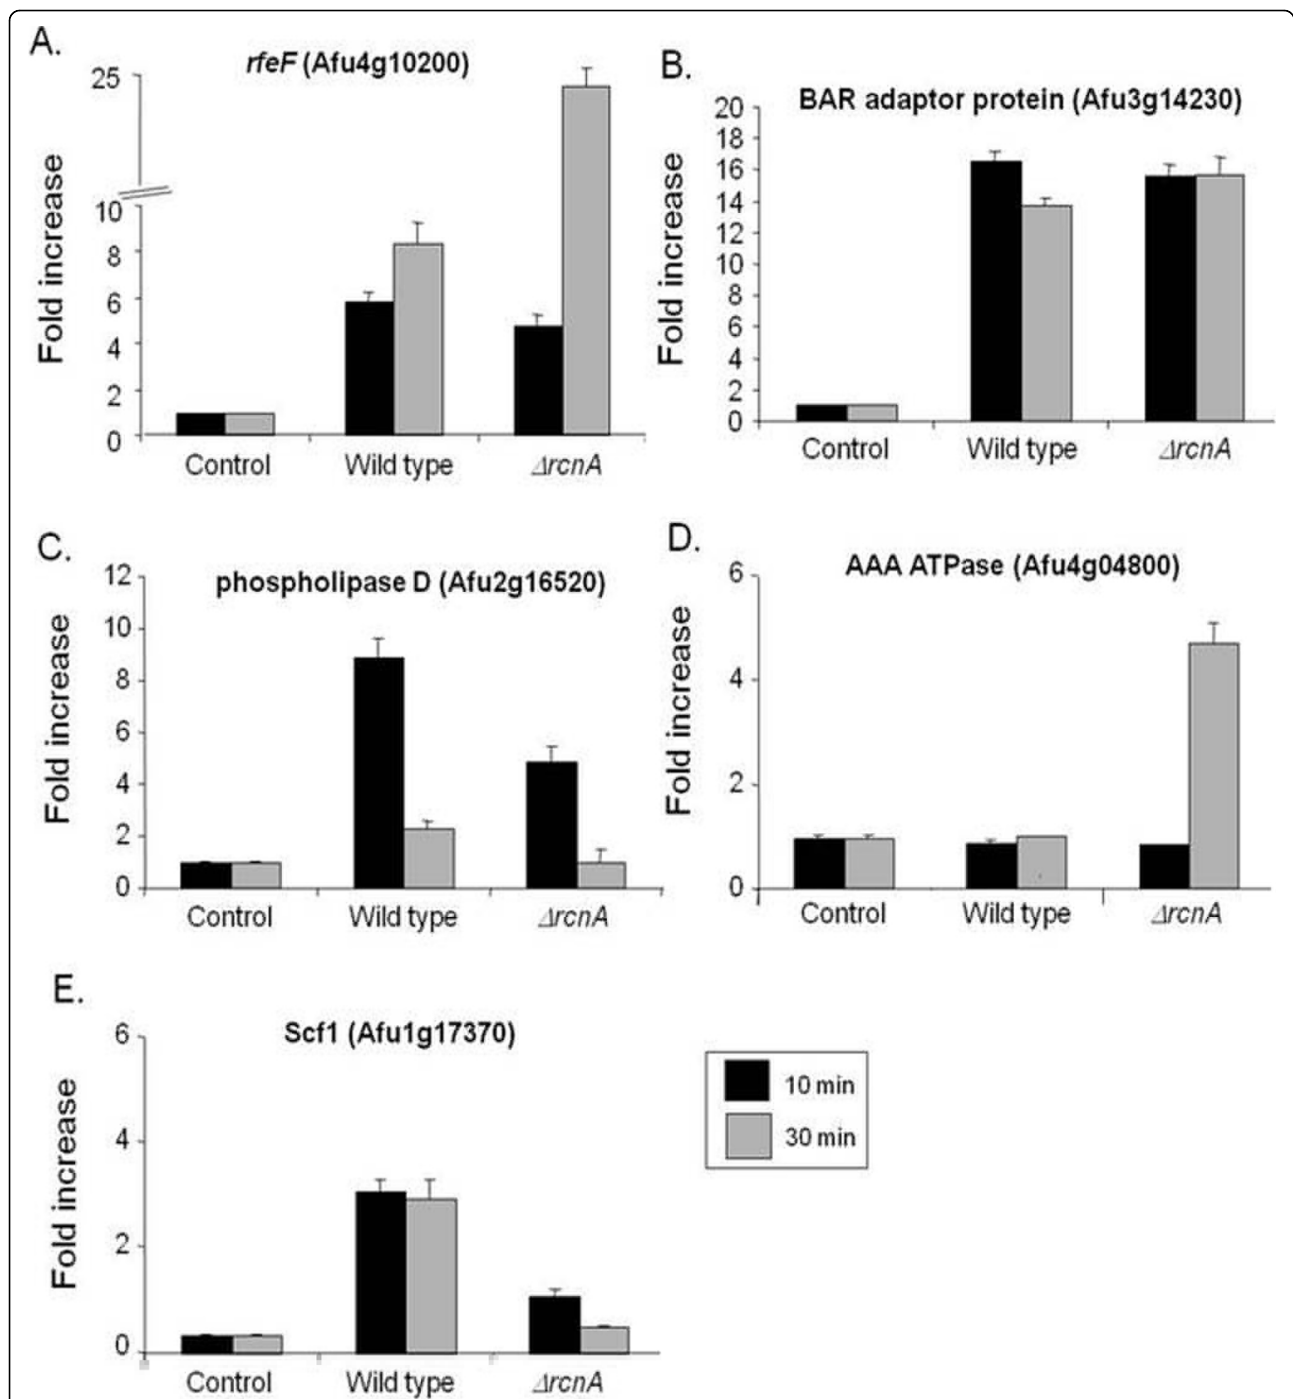 A.
rfeF (Afu4g10200)
25
10
8
6
4
2
0
Fold increase
Control Wild type ΔrcnA
B.
BAR adaptor protein (Afu3g14230)
20
18
16
14
12
10
8
6
4
2
0
Fold increase
Control Wild type ΔrcnA
C.
phospholipase D (Afu2g16520)
12
10
8
6
4
2
0
Fold increase
Control Wild type ΔrcnA
D.
AAA ATPase (Afu4g04800)
6
4
2
0
Fold increase
Control Wild type ΔrcnA
E.
Scf1 (Afu1g17370)
6
4
2
0
Fold increase
Control Wild type ΔrcnA
10 min
30 min